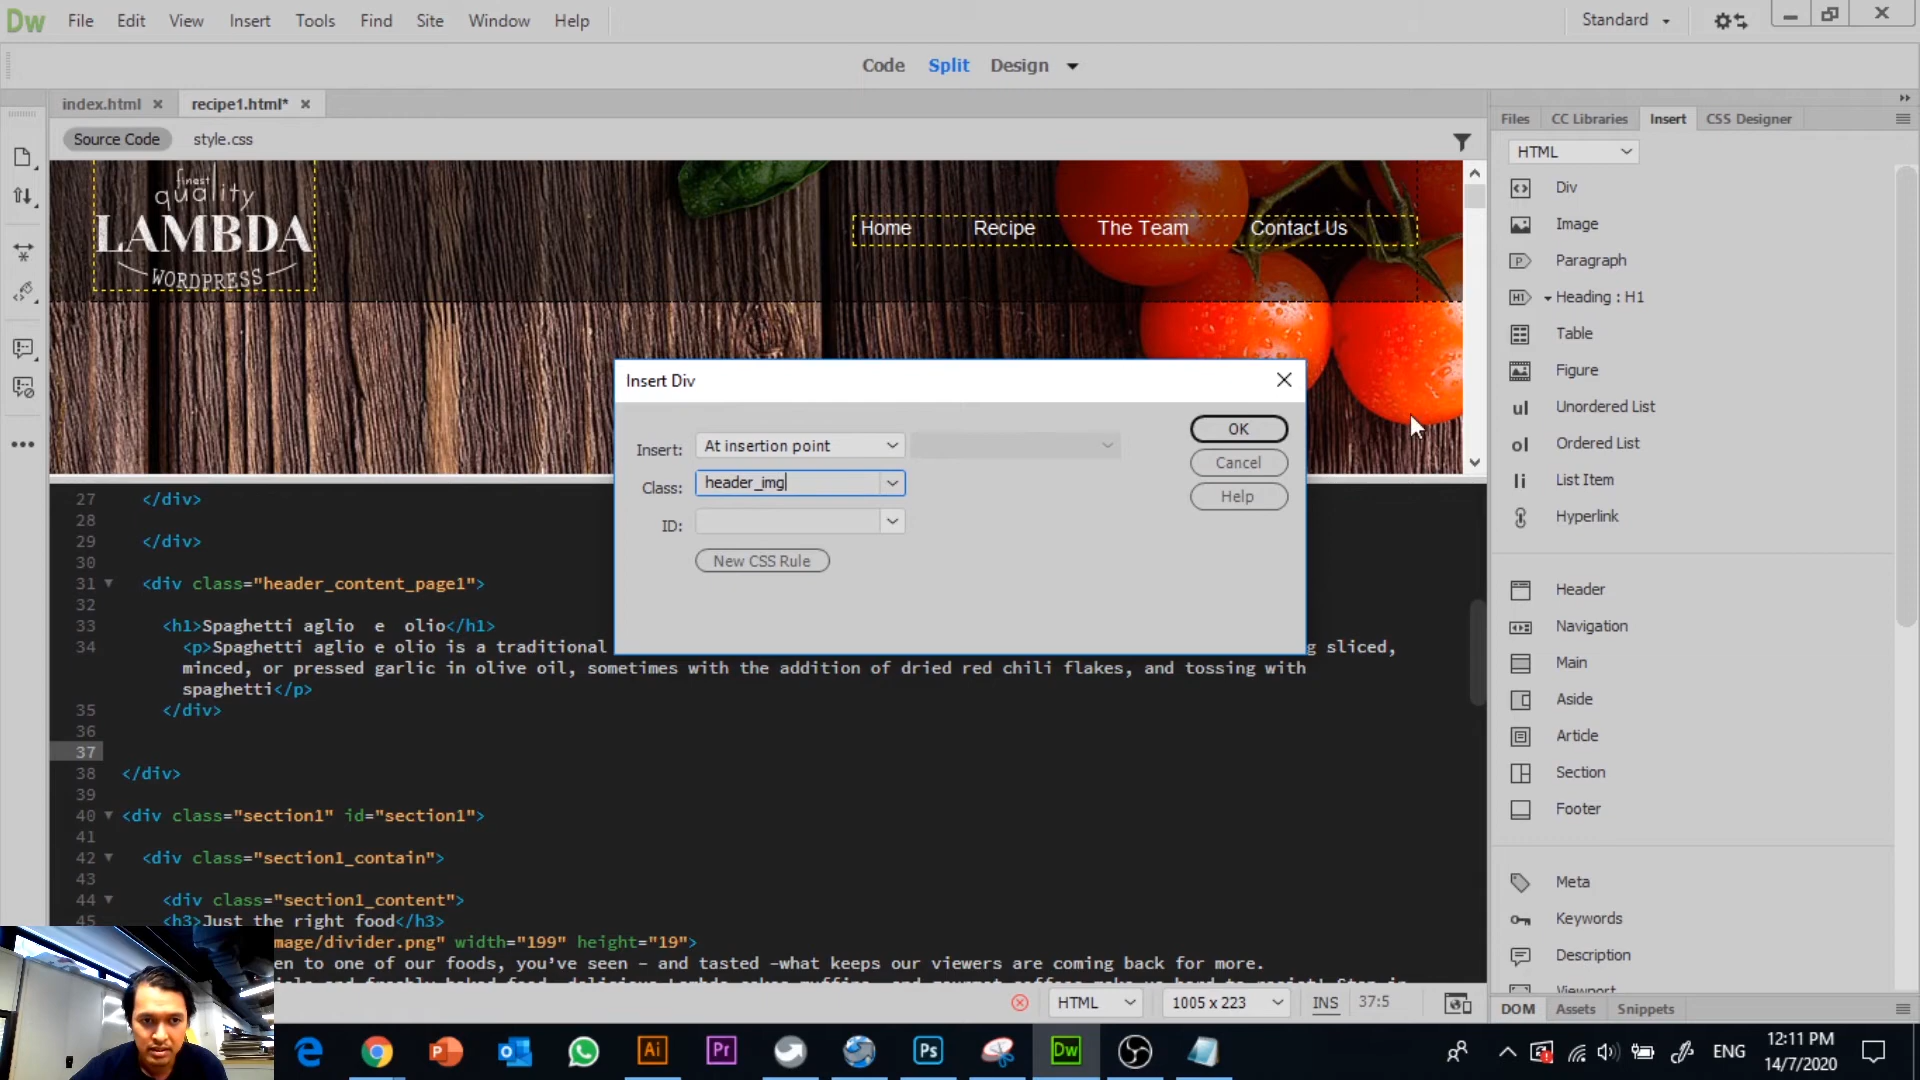 Dw File Edit View Insert Tools Find Site Window Help Standard
Code Split Design
index.html recipe1.html*
Source Code style.css
finest
quality
LAMBDA
WORDPRESS
Home Recipe The Team Contact Us
Insert Div
Insert: At insertion point
Class: header_img
ID:
New CSS Rule
OK
Cancel
Help
27 </div>
28
29 </div>
30
31 <div class="header_content_page1">
32
33 <h1>Spaghetti aglio e olio</h1>
34 <p>Spaghetti aglio e olio is a traditional g sliced,
minced, or pressed garlic in olive oil, sometimes with the addition of dried red chili flakes, and tossing with
spaghetti</p>
35 </div>
36
37
38 </div>
39
40 <div class="section1" id="section1">
41
42 <div class="section1_contain">
43
44 <div class="section1_content">
45 <h3>Just the right food</h3>
mage/divider.png" width="199" height="19">
en to one of our foods, you've seen – and tasted –what keeps our viewers are coming back for more.
HTML 1005 x 223 INS 37:5
Files CC Libraries Insert CSS Designer
HTML
Div
Image
Paragraph
H1 Heading : H1
Table
Figure
ul Unordered List
ol Ordered List
li List Item
Hyperlink
Header
Navigation
Main
Aside
Article
Section
Footer
Meta
Keywords
Description
Viewport
DOM Assets Snippets
Ai Pr Ps Dw
ENG
12:11 PM
14/7/2020